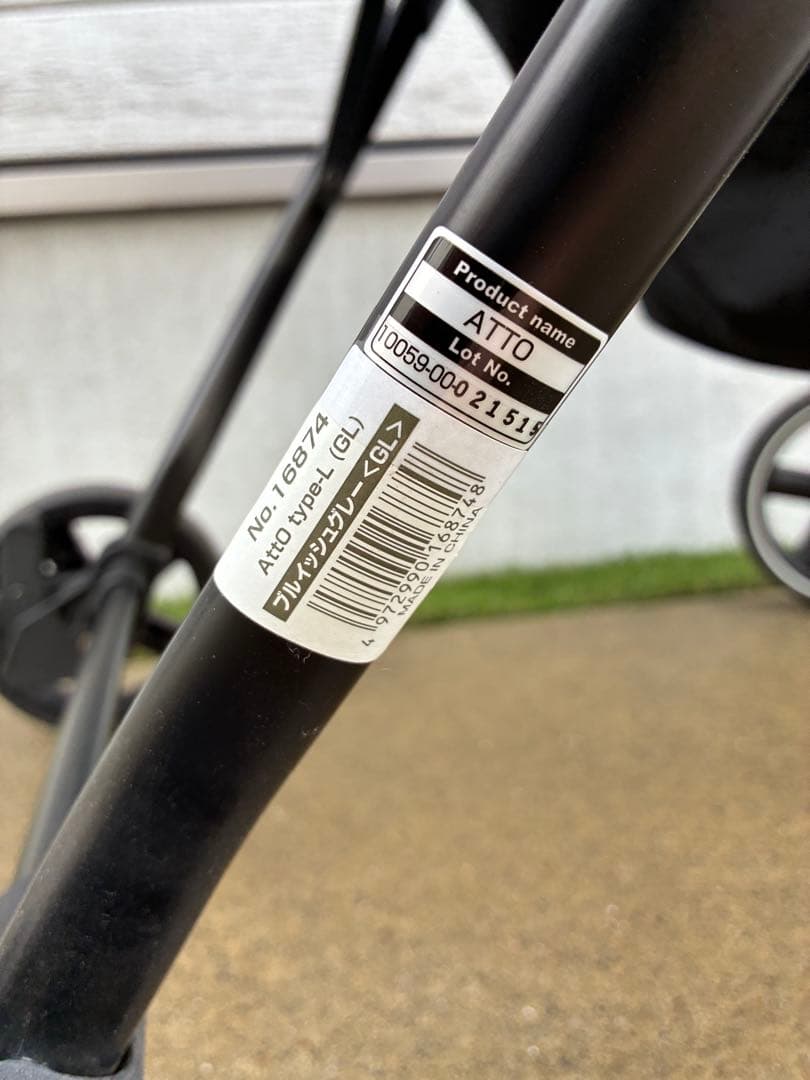 Product name
ATTO
Lot No.
10059-00-0 21515
No.16874
AttO type-L (GL)
ブルイッシュグレー<GL>
4 972990 168748
MADE IN CHINA